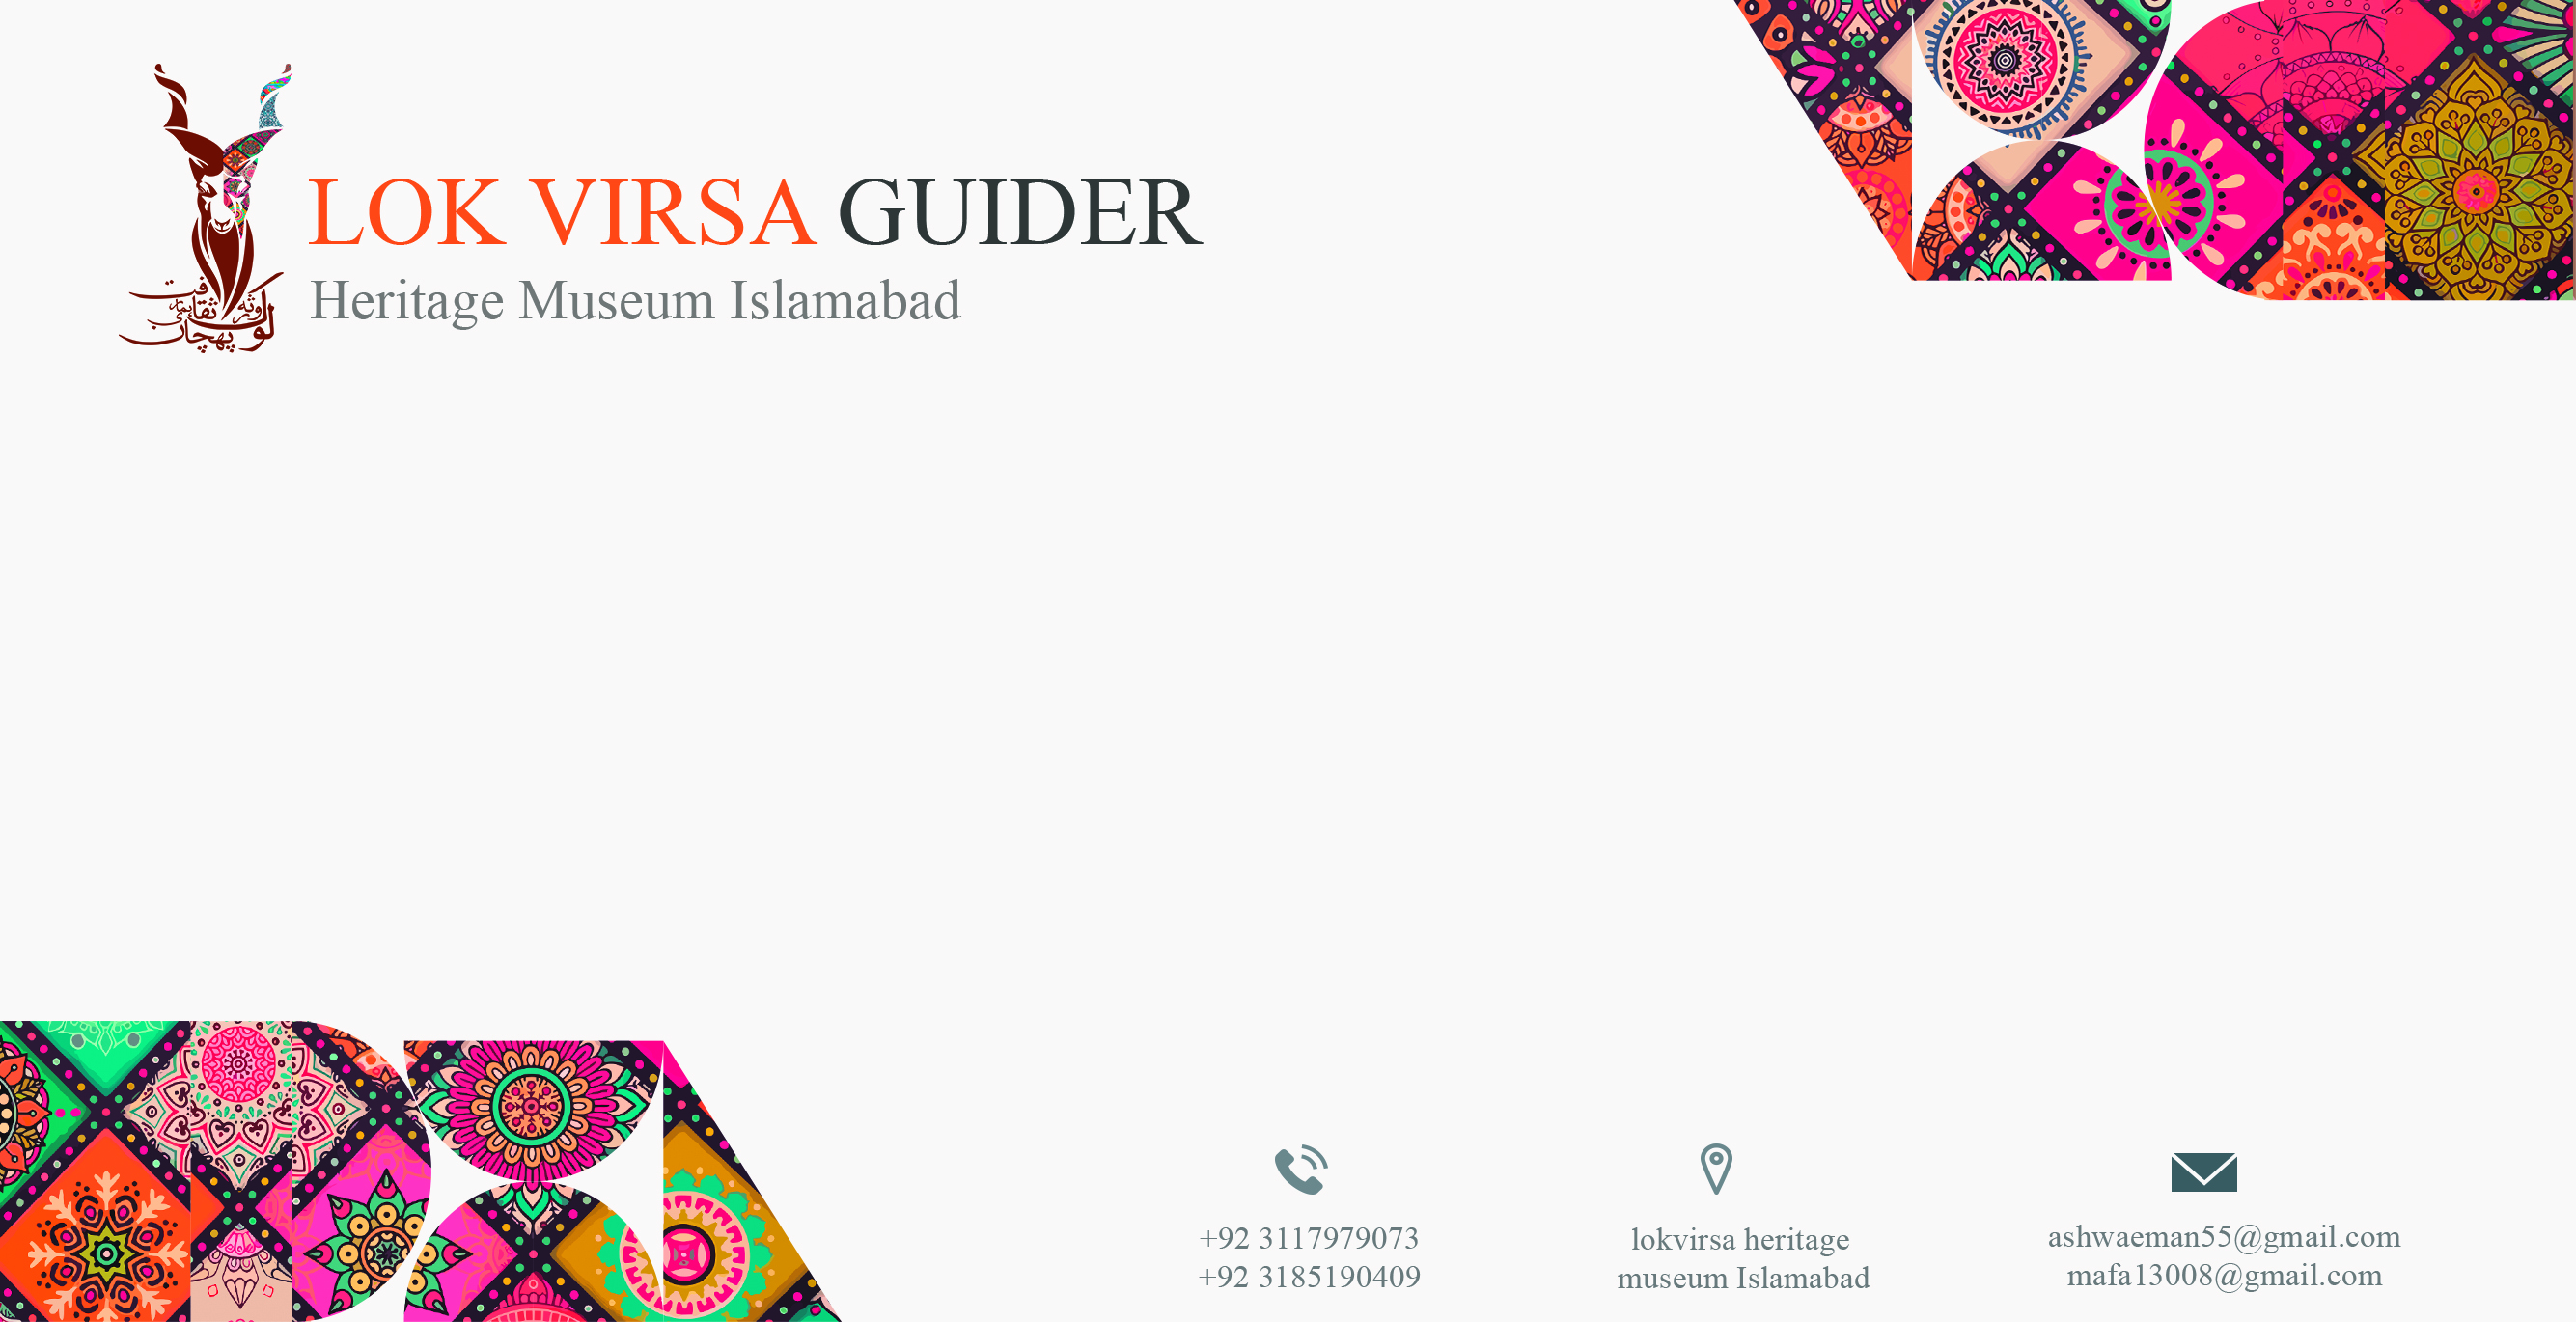 LOK VIRSA GUIDER
Heritage Museum Islamabad
لوک ورثہ
ثقافت
پہچان
+92 3117979073
+92 3185190409
lokvirsa heritage
museum Islamabad
ashwaeman55@gmail.com
mafa13008@gmail.com